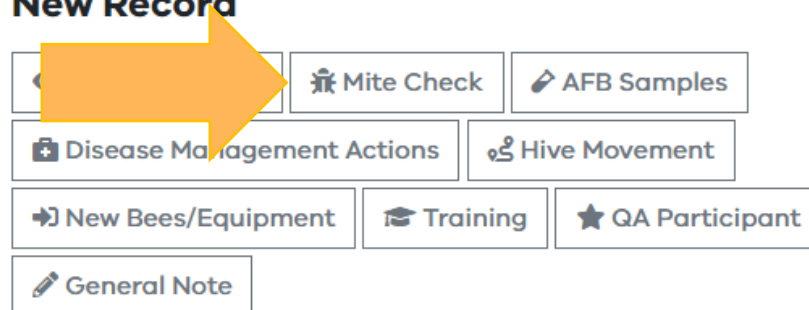 New Record
Mite Check AFB Samples
Disease Management Actions Hive Movement
New Bees/Equipment Training QA Participant
General Note